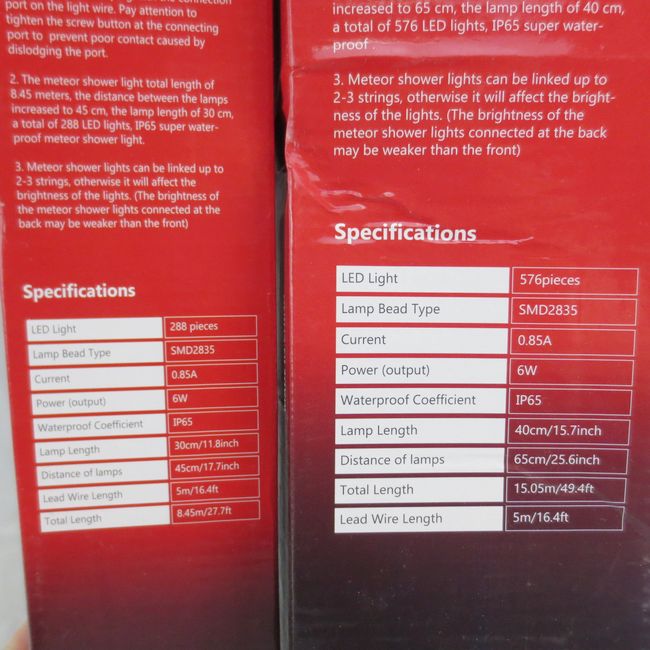 port on the light wire. Pay attention to
tighten the screw button at the connecting
port to prevent poor contact caused by
dislodging the port.
2. The meteor shower light total length of
8.45 meters, the distance between the lamps
increased to 45 cm, the lamp length of 30 cm,
a total of 288 LED lights, IP65 super water-
proof meteor shower light.
3. Meteor shower lights can be linked up to
2-3 strings, otherwise it will affect the
brightness of the lights. (The brightness of
the meteor shower lights connected at the
back may be weaker than the front)
Specifications
LED Light 288 pieces
Lamp Bead Type SMD2835
Current 0.85A
Power (output) 6W
Waterproof Coefficient IP65
Lamp Length 30cm/11.8inch
Distance of lamps 45cm/17.7inch
Lead Wire Length 5m/16.4ft
Total Length 8.45m/27.7ft
increased to 65 cm, the lamp length of 40 cm,
a total of 576 LED lights, IP65 super water-
proof .
3. Meteor shower lights can be linked up to
2-3 strings, otherwise it will affect the bright-
ness of the lights. (The brightness of the
meteor shower lights connected at the back
may be weaker than the front)
Specifications
LED Light 576pieces
Lamp Bead Type SMD2835
Current 0.85A
Power (output) 6W
Waterproof Coefficient IP65
Lamp Length 40cm/15.7inch
Distance of lamps 65cm/25.6inch
Total Length 15.05m/49.4ft
Lead Wire Length 5m/16.4ft